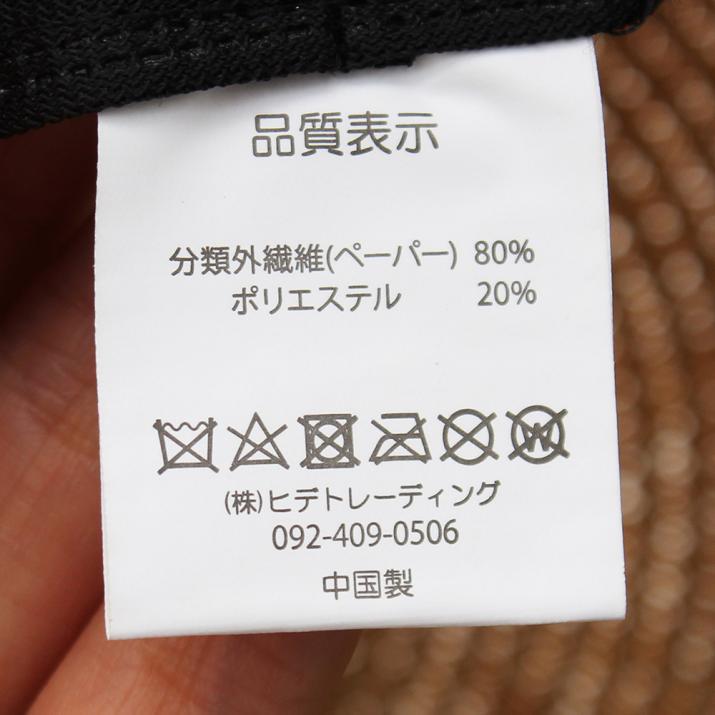 品質表示
分類外繊維(ペーパー) 80%
ポリエステル 20%
W
(株)ヒデトレーディング
092-409-0506
中国製